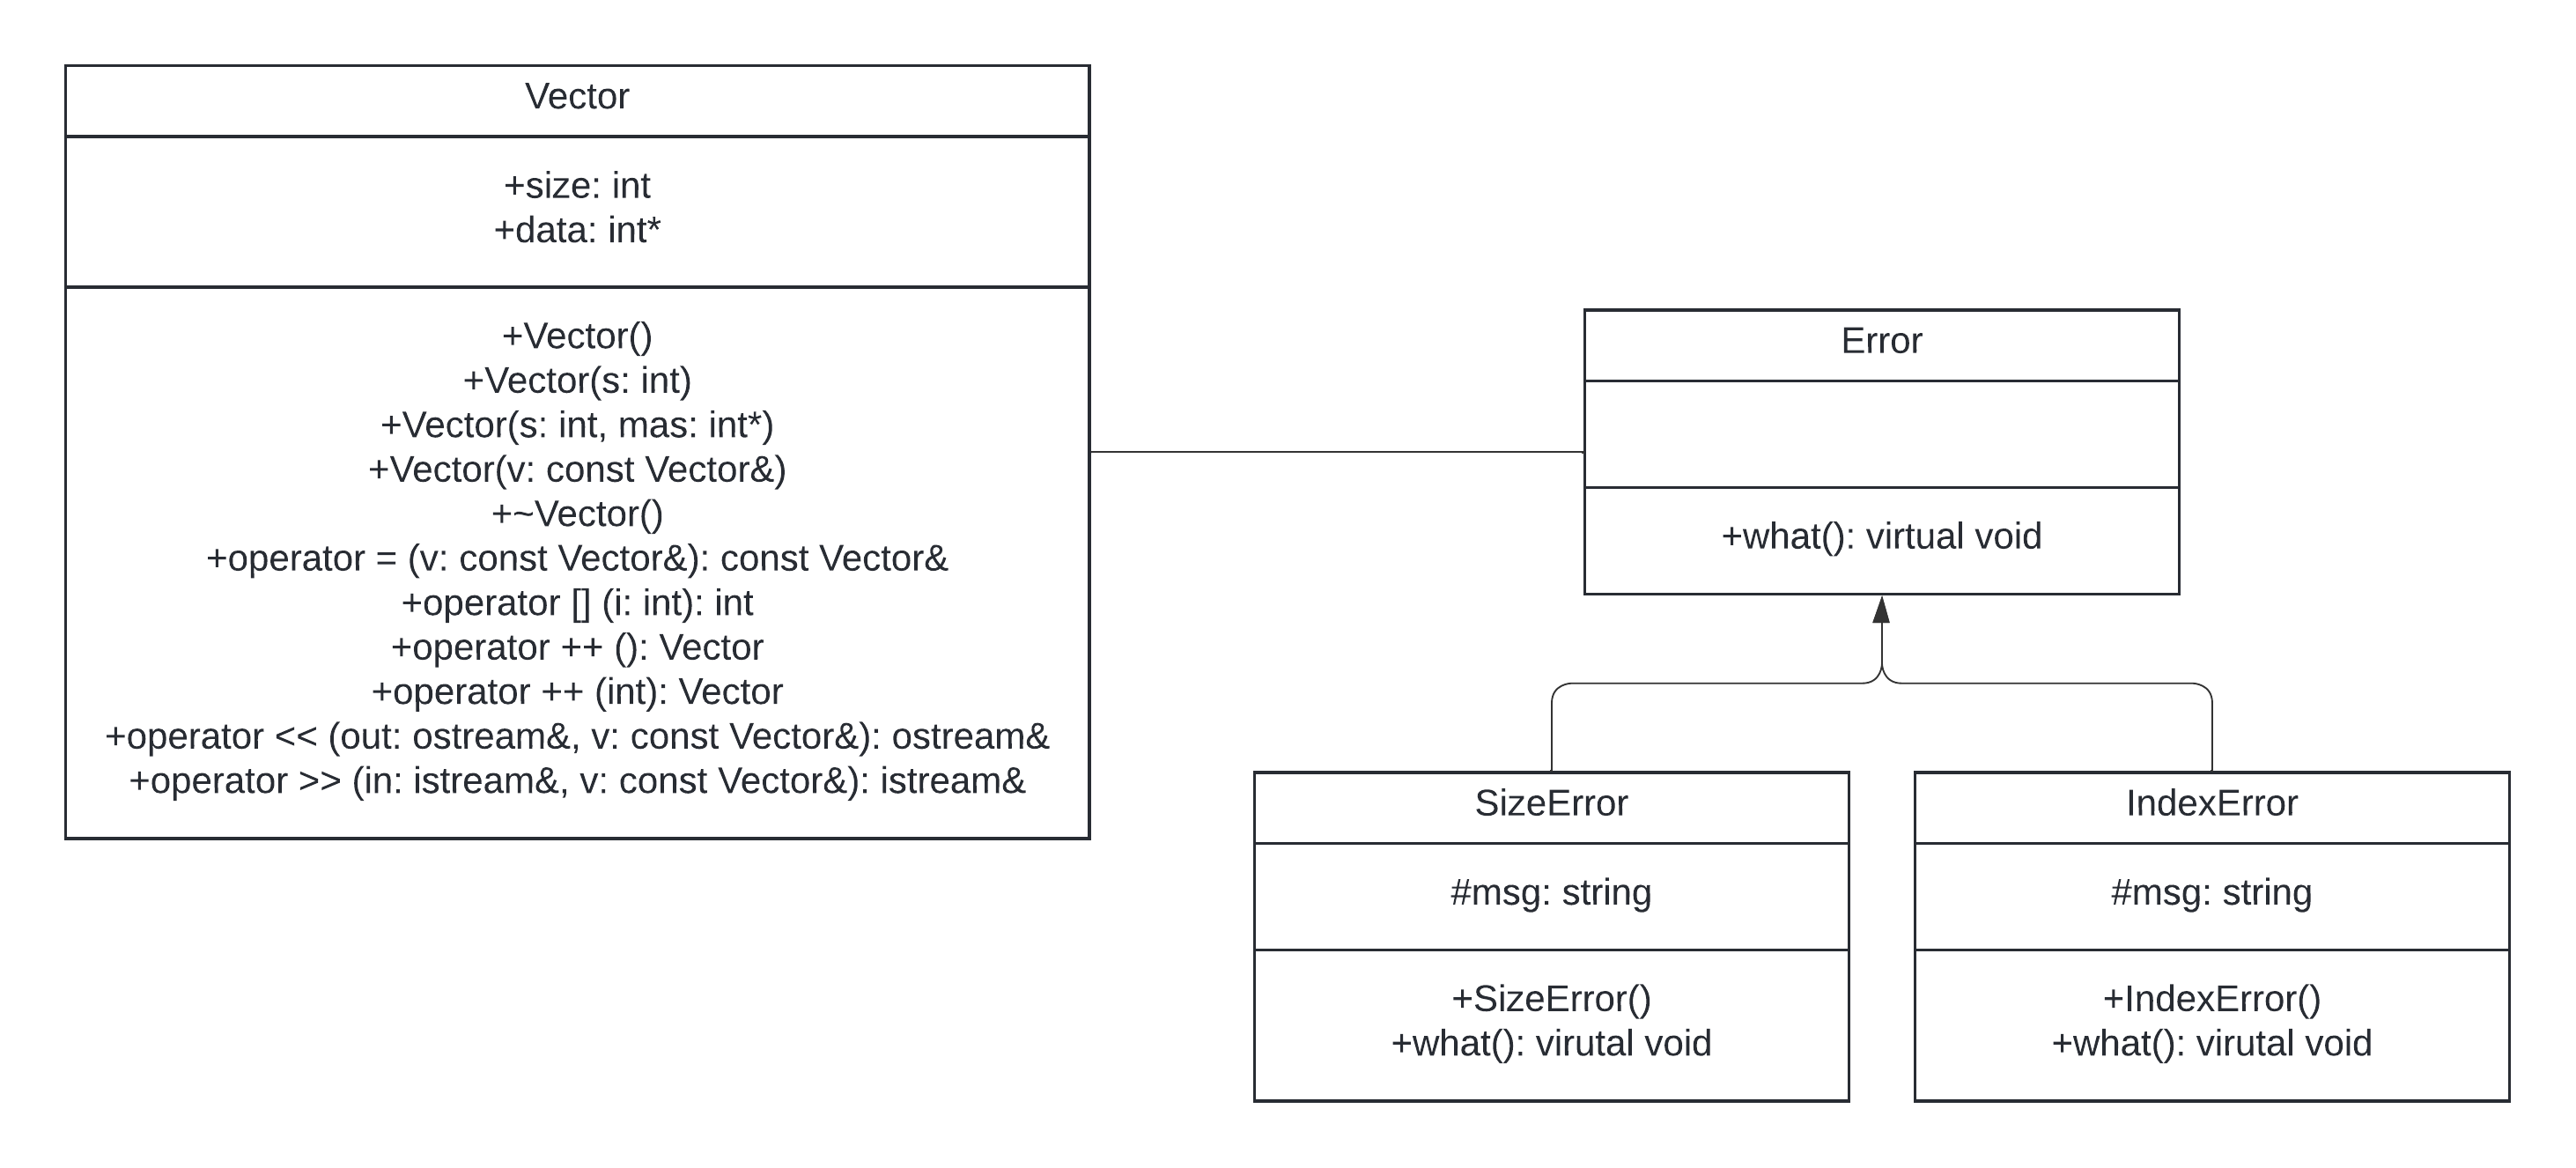 Vector
+size: int
+data: int*
+Vector()
+Vector(s: int)
+Vector(s: int, mas: int*)
+Vector(v: const Vector&)
+~Vector()
+operator = (v: const Vector&): const Vector&
+operator [] (i: int): int
+operator ++ (): Vector
+operator ++ (int): Vector
+operator << (out: ostream&, v: const Vector&): ostream&
+operator >> (in: istream&, v: const Vector&): istream&
Error
+what(): virtual void
SizeError
#msg: string
+SizeError()
+what(): virutal void
IndexError
#msg: string
+IndexError()
+what(): virutal void